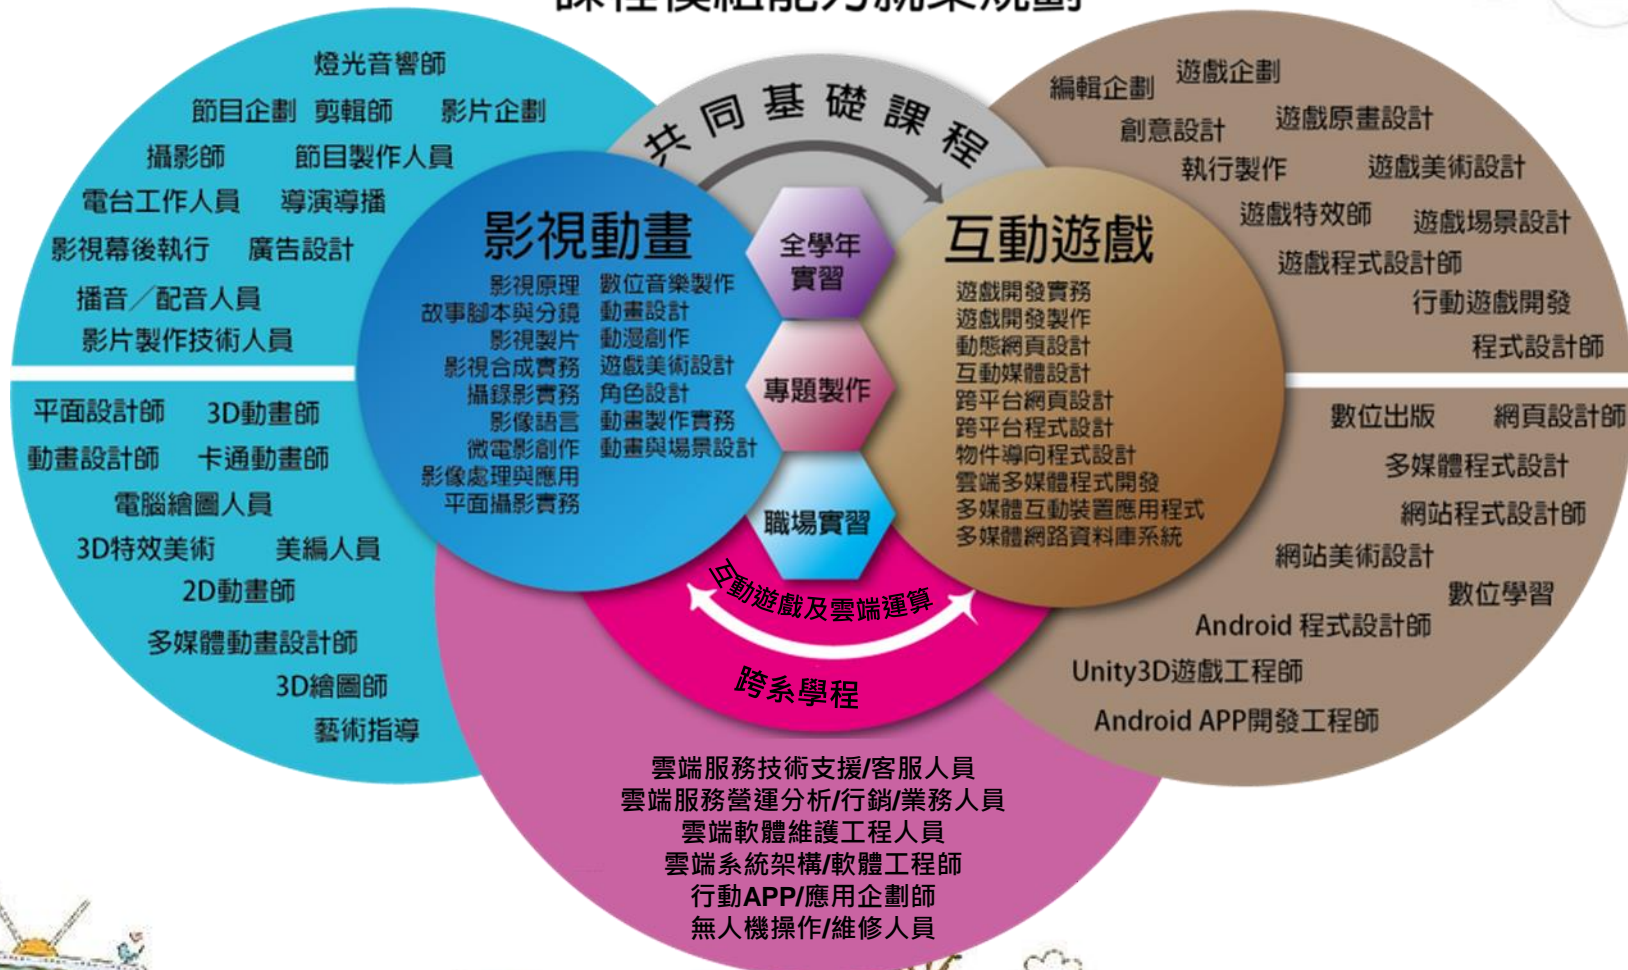 課程模組能力就業規劃
燈光音響師
節目企劃 剪輯師 影片企劃
攝影師 節目製作人員
電台工作人員 導演導播
影視幕後執行 廣告設計
播音／配音人員
影片製作技術人員
平面設計師 3D動畫師
動畫設計師 卡通動畫師
電腦繪圖人員
3D特效美術 美編人員
2D動畫師
多媒體動畫設計師
3D繪圖師
藝術指導
共同基礎課程
影視動畫
影視原理 數位音樂製作
故事腳本與分鏡 動畫設計
影視製片 動漫創作
影視合成實務 遊戲美術設計
攝錄影實務 角色設計
影像語言 動畫製作實務
微電影創作 動畫與場景設計
影像處理與應用
平面攝影實務
全學年
實習
專題製作
職場實習
互動遊戲
遊戲開發實務
遊戲開發製作
動態網頁設計
互動媒體設計
跨平台網頁設計
跨平台程式設計
物件導向程式設計
雲端多媒體程式開發
多媒體互動裝置應用程式
多媒體網路資料庫系統
編輯企劃 遊戲企劃
創意設計 遊戲原畫設計
執行製作 遊戲美術設計
遊戲特效師 遊戲場景設計
遊戲程式設計師
行動遊戲開發
程式設計師
數位出版 網頁設計師
多媒體程式設計
網站程式設計師
網站美術設計
數位學習
Android 程式設計師
Unity3D遊戲工程師
Android APP開發工程師
互動遊戲及雲端運算
跨系學程
雲端服務技術支援/客服人員
雲端服務營運分析/行銷/業務人員
雲端軟體維護工程人員
雲端系統架構/軟體工程師
行動APP/應用企劃師
無人機操作/維修人員